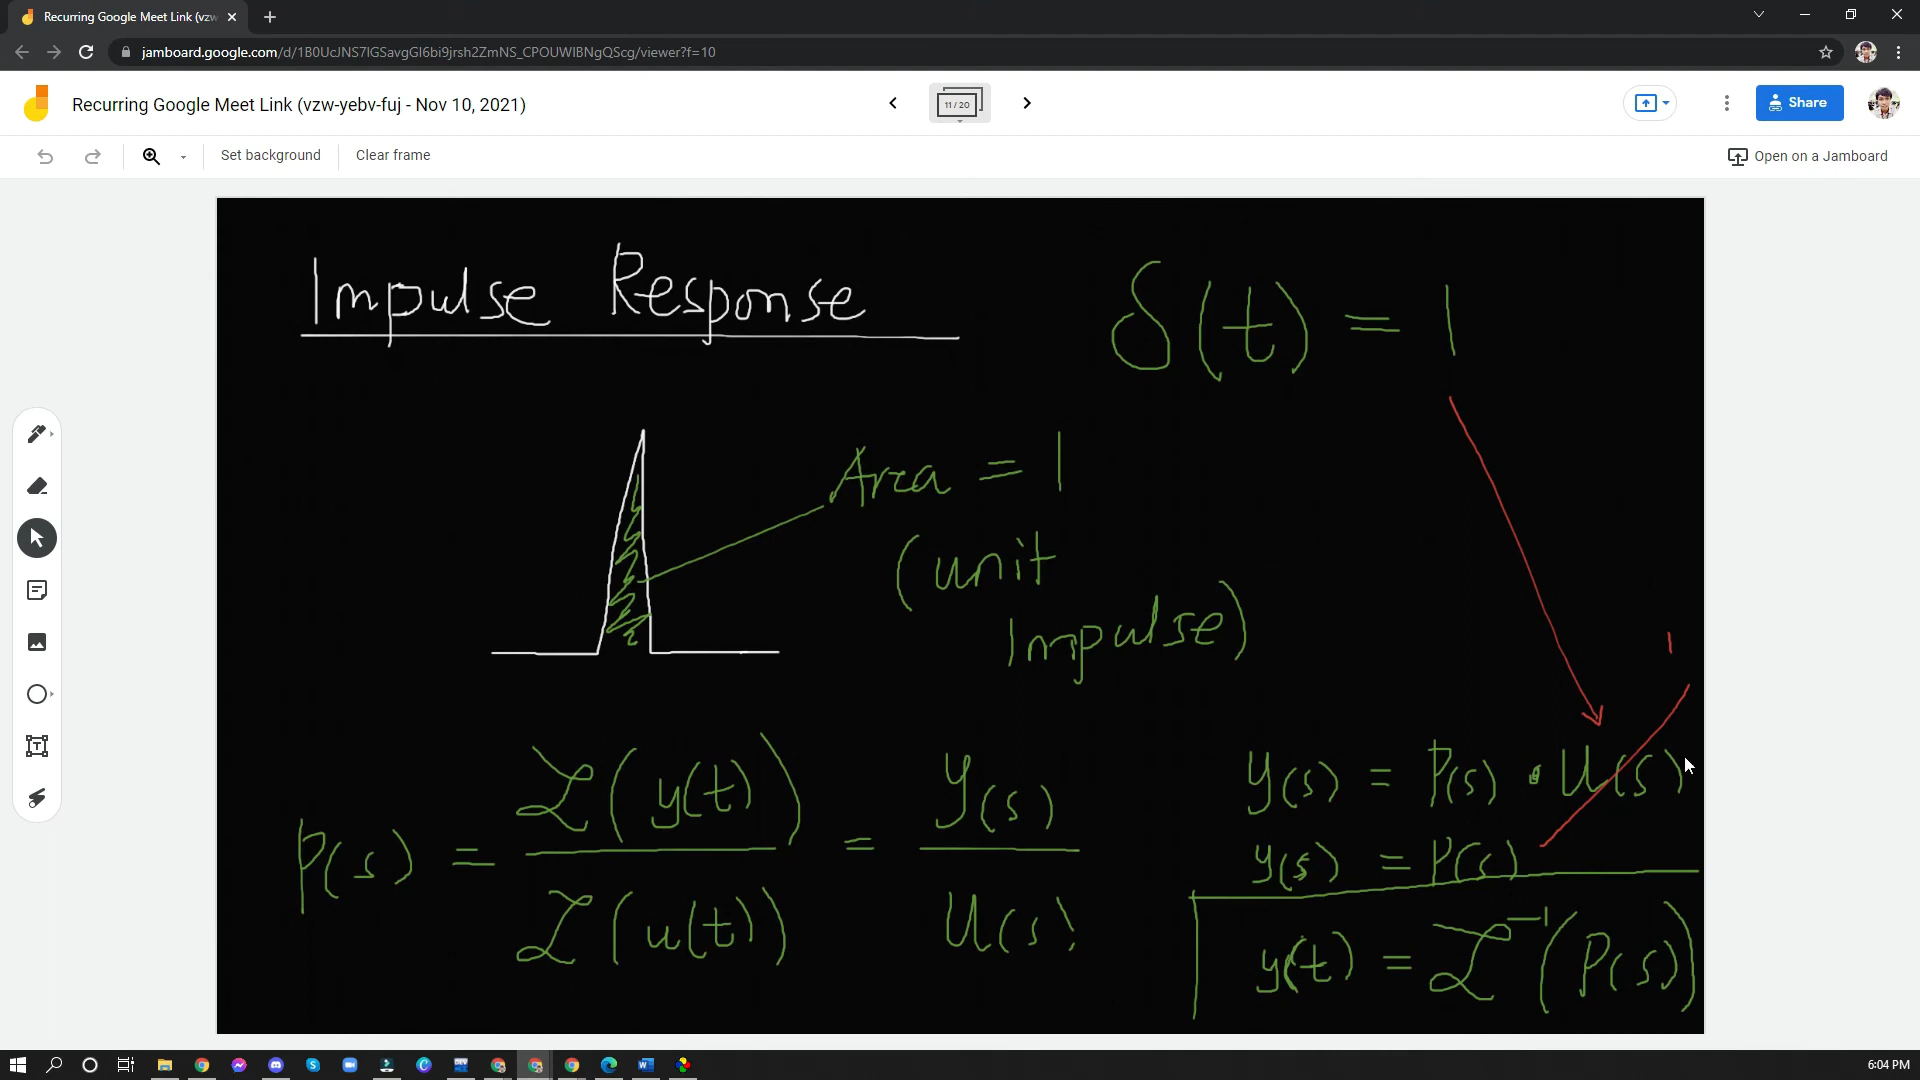 Recurring Google Meet Link (vzw
jamboard.google.com/d/1B0UcJNS7lGSavgGl6bi9jrsh2ZmNS_CPOUWlBNgQScg/viewer?f=10
Recurring Google Meet Link (vzw-yebv-fuj - Nov 10, 2021)
11 / 20
Share
Set background
Clear frame
Open on a Jamboard
Impulse Response
δ(t) = 1
Area = 1
(unit
Impulse)
1
P(s) = ℒ(y(t)) / ℒ(u(t)) = Y(s) / U(s)
Y(s) = P(s) • U(s)
Y(s) = P(s)
y(t) = ℒ⁻¹(P(s))
6:04 PM